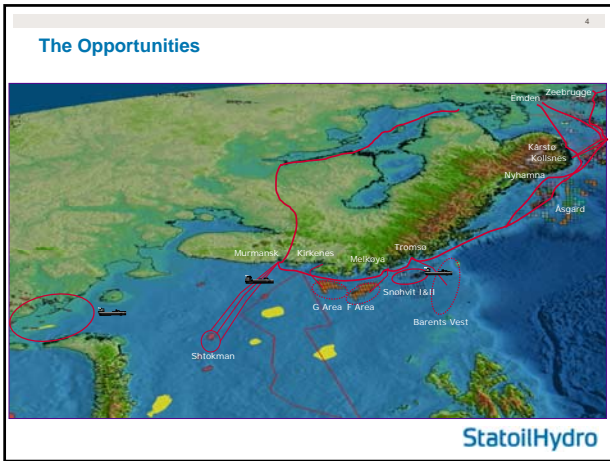 4
The Opportunities
Zeebrugge
Emden
Kårstø
Kollsnes
Nyhamna
Åsgard
Tromsø
Murmansk
Kirkenes
Melkøya
Snøhvit I&II
G Area
F Area
Barents Vest
Shtokman
StatoilHydro